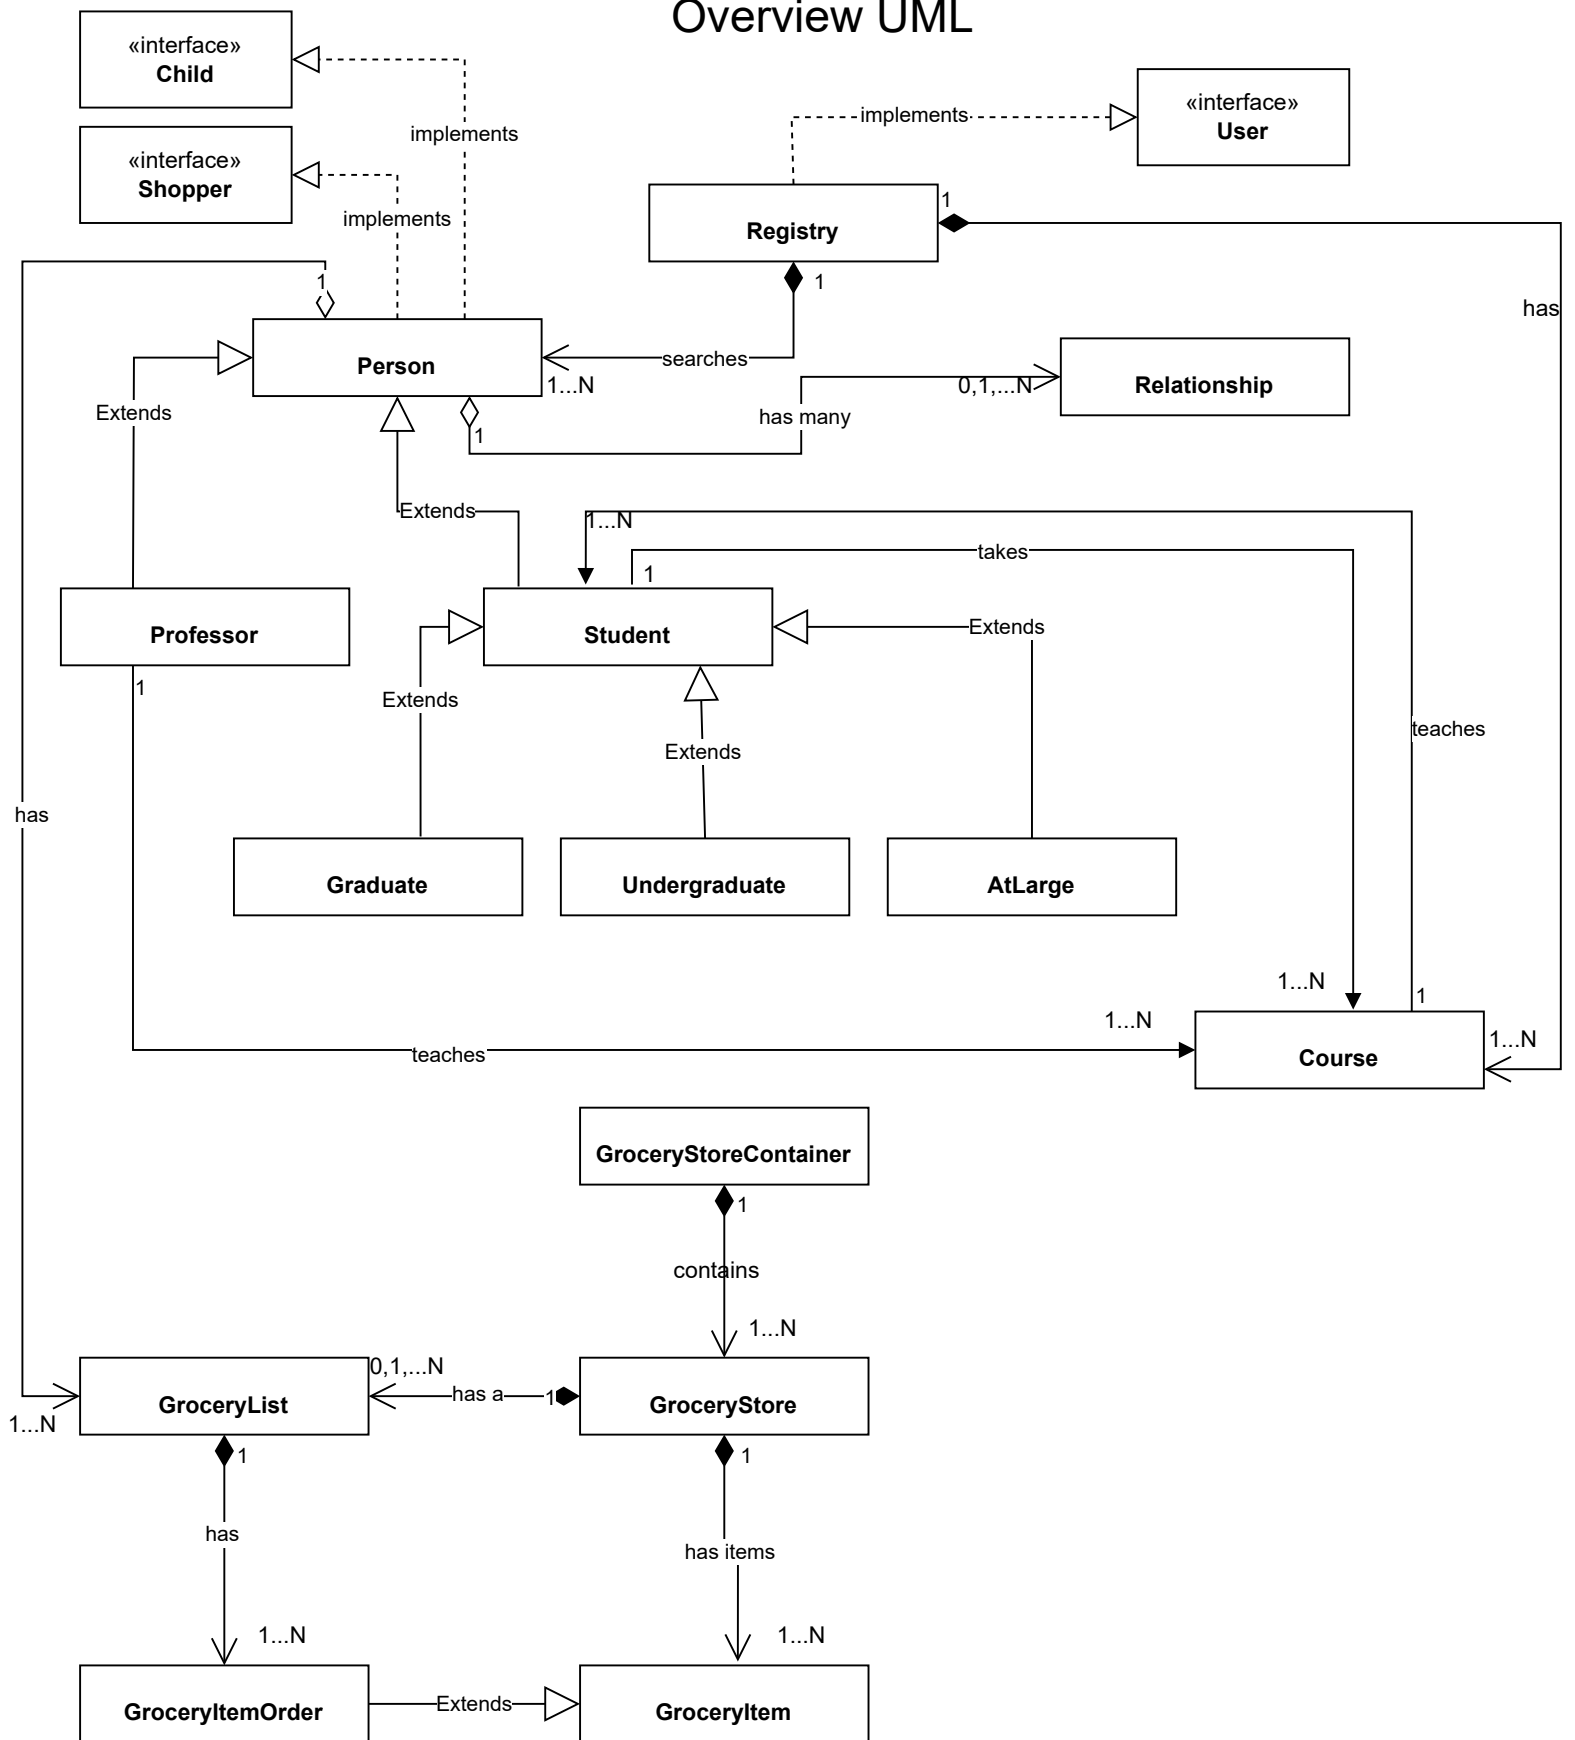 Overview UML
«interface»
Child
«interface»
User
implements
implements
«interface»
Shopper
implements
1
Registry
1
1
has
Person
searches
1...N
Relationship
0,1,...N
Extends
has many
1
Extends
1...N
takes
1
Professor
Student
Extends
1
Extends
teaches
Extends
has
Graduate
Undergraduate
AtLarge
1...N
1
1...N
1...N
teaches
Course
GroceryStoreContainer
1
contains
1...N
0,1,...N
has a
1
GroceryList
GroceryStore
1...N
1
1
has
has items
1...N
1...N
GroceryItemOrder
Extends
GroceryItem